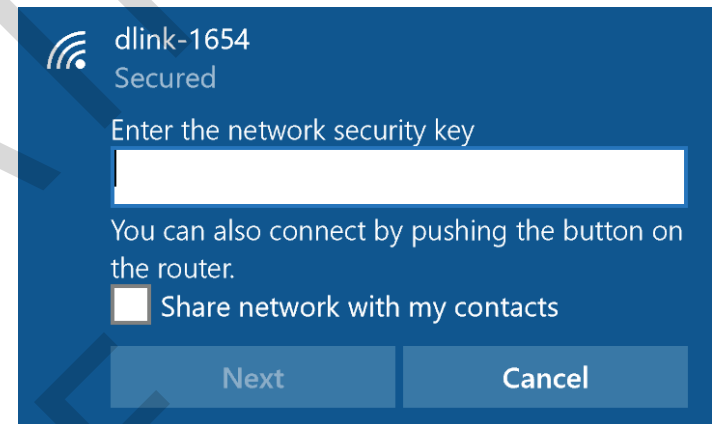 dlink-1654
Secured
Enter the network security key
You can also connect by pushing the button on
the router.
Share network with my contacts
Next
Cancel